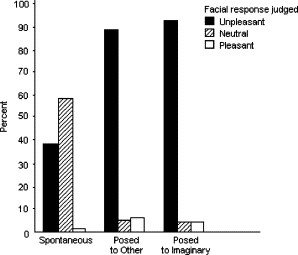 Facial response judged
Unpleasant
Neutral
Pleasant
100
90
80
70
60
50
40
30
20
10
0
Percent
Spontaneous
Posed
to Other
Posed
to Imaginary